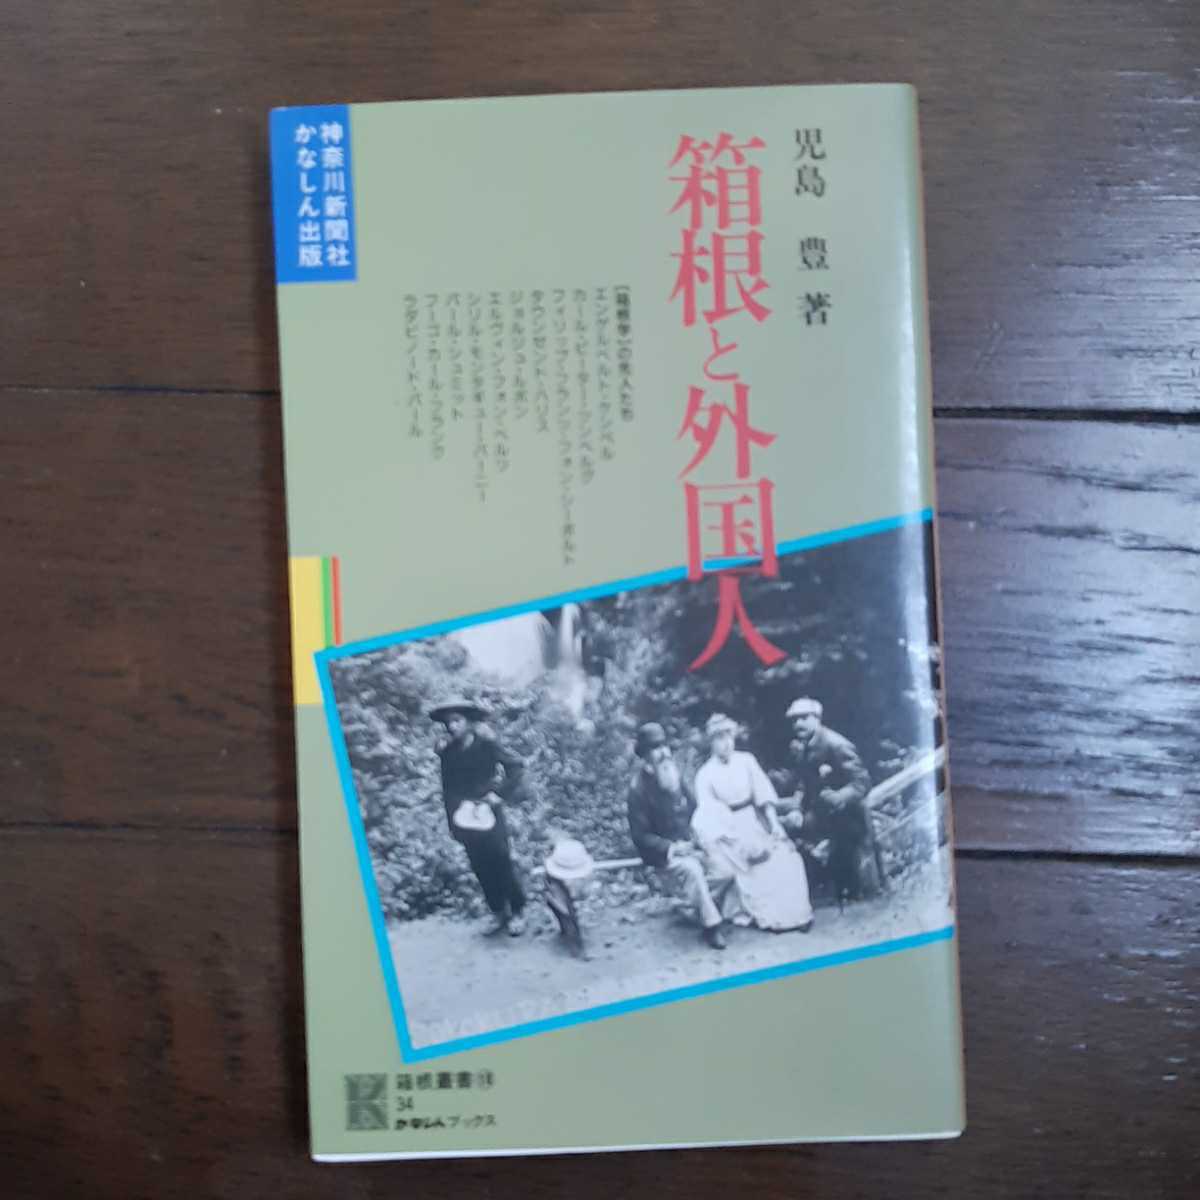 児島 豊 著
箱根と外国人
[箱根学]の先人たち
エンゲルベルト・ケンペル
カール・ピーター・ツンベルグ
フィリップ・フランツ・フォン・シーボルト
タウンゼント・ハリス
ジョルジュ・ルボン
エルヴィン・フォン・ベルツ
シリル・モンタギュー・バーニー
パール・シュミット
フーゴ・カール・フランク
ラダビノード・パール
神奈川新聞社
かなしん出版
箱根叢書⑱
34
かなしんブックス